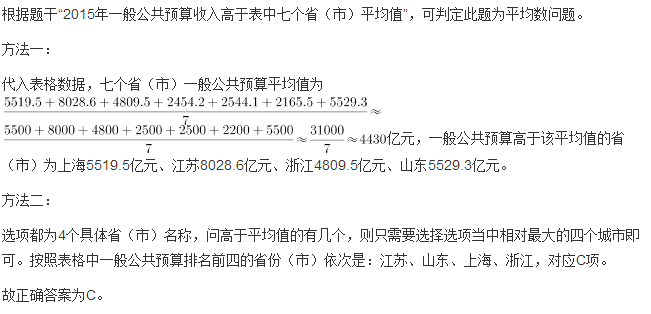 根据题干“2015年一般公共预算收入高于表中七个省（市）平均值”，可判定此题为平均数问题。
方法一：
代入表格数据，七个省（市）一般公共预算平均值为
\frac{5519.5+8028.6+4809.5+2454.2+2544.1+2165.5+5529.3}{7}≈
\frac{5500+8000+4800+2500+2500+2200+5500}{7}≈\frac{31000}{7}≈4430亿元，一般公共预算高于该平均值的省
（市）为上海5519.5亿元、江苏8028.6亿元、浙江4809.5亿元、山东5529.3亿元。
方法二：
选项都为4个具体省（市）名称，问高于平均值的有几个，则只需要选择选项当中相对最大的四个城市即
可。按照表格中一般公共预算排名前四的省份（市）依次是：江苏、山东、上海、浙江，对应C项。
故正确答案为C。